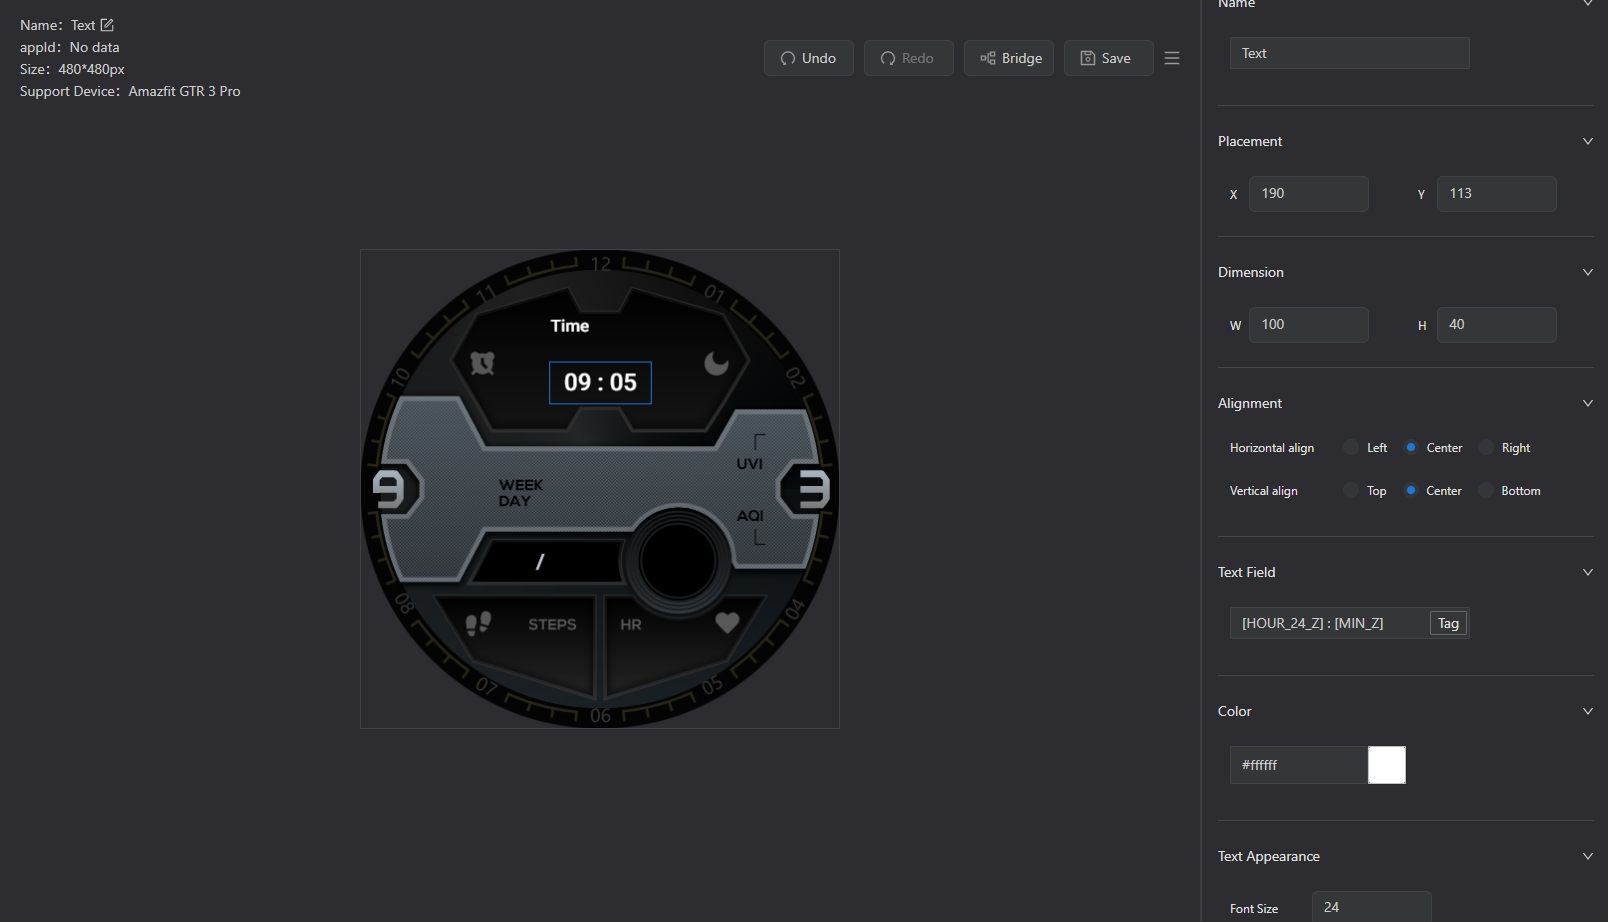 Name：Text
appId：No data
Size：480*480px
Support Device：Amazfit GTR 3 Pro
Undo
Redo
Bridge
Save
12
11
01
10
02
Time
09 : 05
UVI
9
3
WEEK
DAY
AQI
/
08
04
STEPS
HR
07
05
06
Name
Text
Placement
X 190
Y 113
Dimension
W 100
H 40
Alignment
Horizontal align Left Center Right
Vertical align Top Center Bottom
Text Field
[HOUR_24_Z] : [MIN_Z] Tag
Color
#ffffff
Text Appearance
Font Size 24